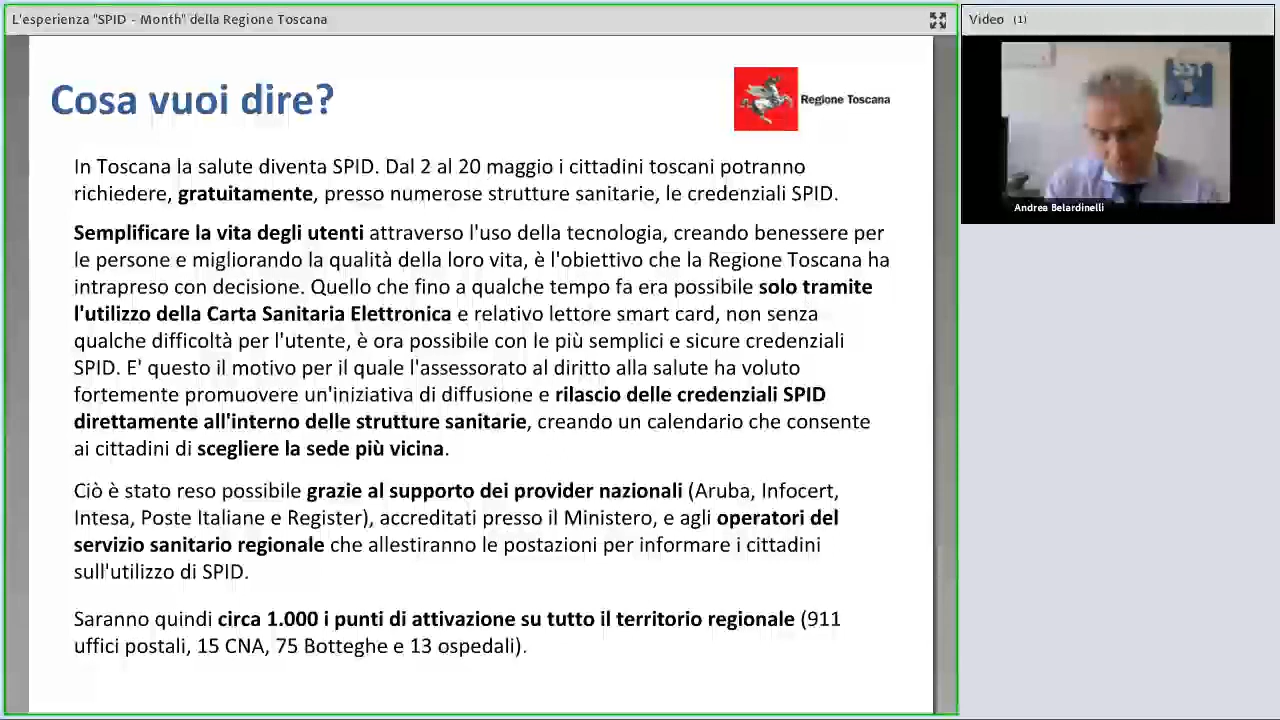 L'esperienza "SPID - Month" della Regione Toscana
Video (1)
Cosa vuoi dire?
Regione Toscana
SST
Andrea Belardinelli
In Toscana la salute diventa SPID. Dal 2 al 20 maggio i cittadini toscani potranno
richiedere, gratuitamente, presso numerose strutture sanitarie, le credenziali SPID.
Semplificare la vita degli utenti attraverso l'uso della tecnologia, creando benessere per
le persone e migliorando la qualità della loro vita, è l'obiettivo che la Regione Toscana ha
intrapreso con decisione. Quello che fino a qualche tempo fa era possibile solo tramite
l'utilizzo della Carta Sanitaria Elettronica e relativo lettore smart card, non senza
qualche difficoltà per l'utente, è ora possibile con le più semplici e sicure credenziali
SPID. E' questo il motivo per il quale l'assessorato al diritto alla salute ha voluto
fortemente promuovere un'iniziativa di diffusione e rilascio delle credenziali SPID
direttamente all'interno delle strutture sanitarie, creando un calendario che consente
ai cittadini di scegliere la sede più vicina.
Ciò è stato reso possibile grazie al supporto dei provider nazionali (Aruba, Infocert,
Intesa, Poste Italiane e Register), accreditati presso il Ministero, e agli operatori del
servizio sanitario regionale che allestiranno le postazioni per informare i cittadini
sull'utilizzo di SPID.
Saranno quindi circa 1.000 i punti di attivazione su tutto il territorio regionale (911
uffici postali, 15 CNA, 75 Botteghe e 13 ospedali).